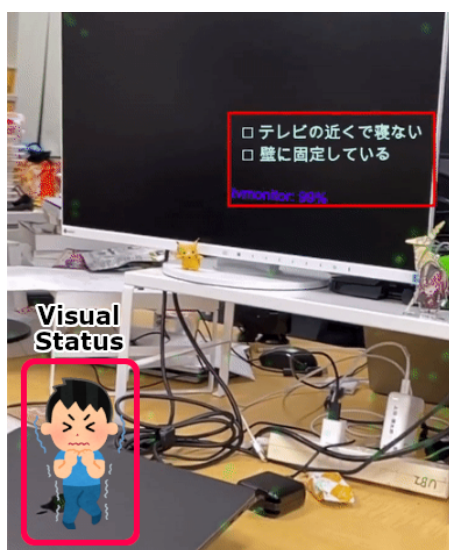 □ テレビの近くで寝ない
□ 壁に固定している
tvmonitor: 99%
Visual
Status
UB2